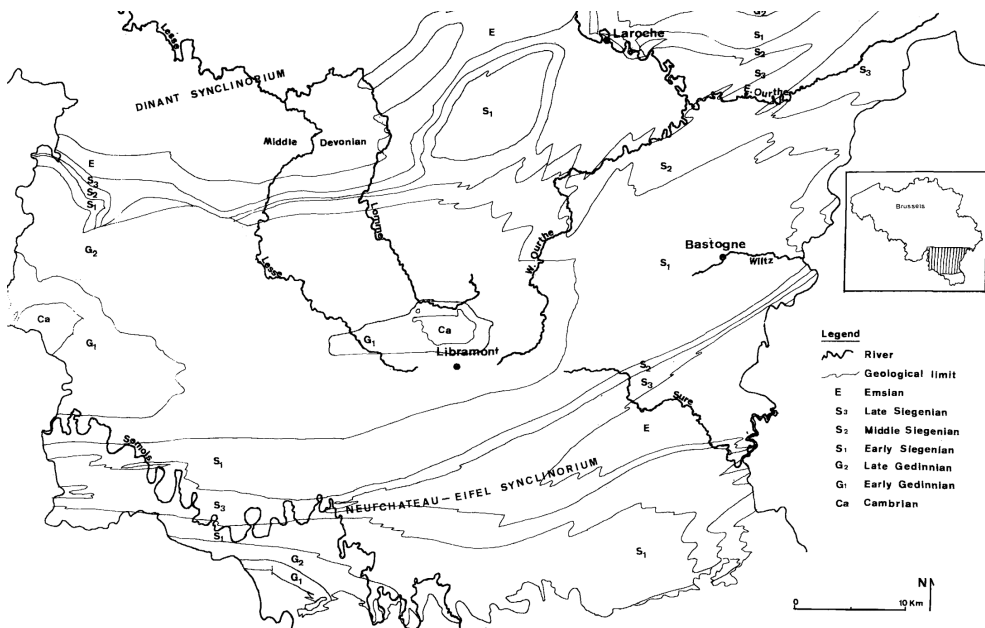 G2
Lesse
Laroche
E
S1
S2
S3
S3
E. Ourthe
DINANT SYNCLINORIUM
S1
Middle Devonian
S2
E
S3
S2
S1
Lomme
Brussels
G2
W. Ourthe
Bastogne
Lesse
Wiltz
S1
Ca
Ca
G1
G1
Libramont
S2
S3
Sure
E
Semois
S1
NEUFCHATEAU-EIFEL SYNCLINORIUM
S3
S1
S1
G2
G1
Legend
River
Geological limit
E Emsian
S3 Late Siegenian
S2 Middle Siegenian
S1 Early Siegenian
G2 Late Gedinnian
G1 Early Gedinnian
Ca Cambrian
N
0 10 Km